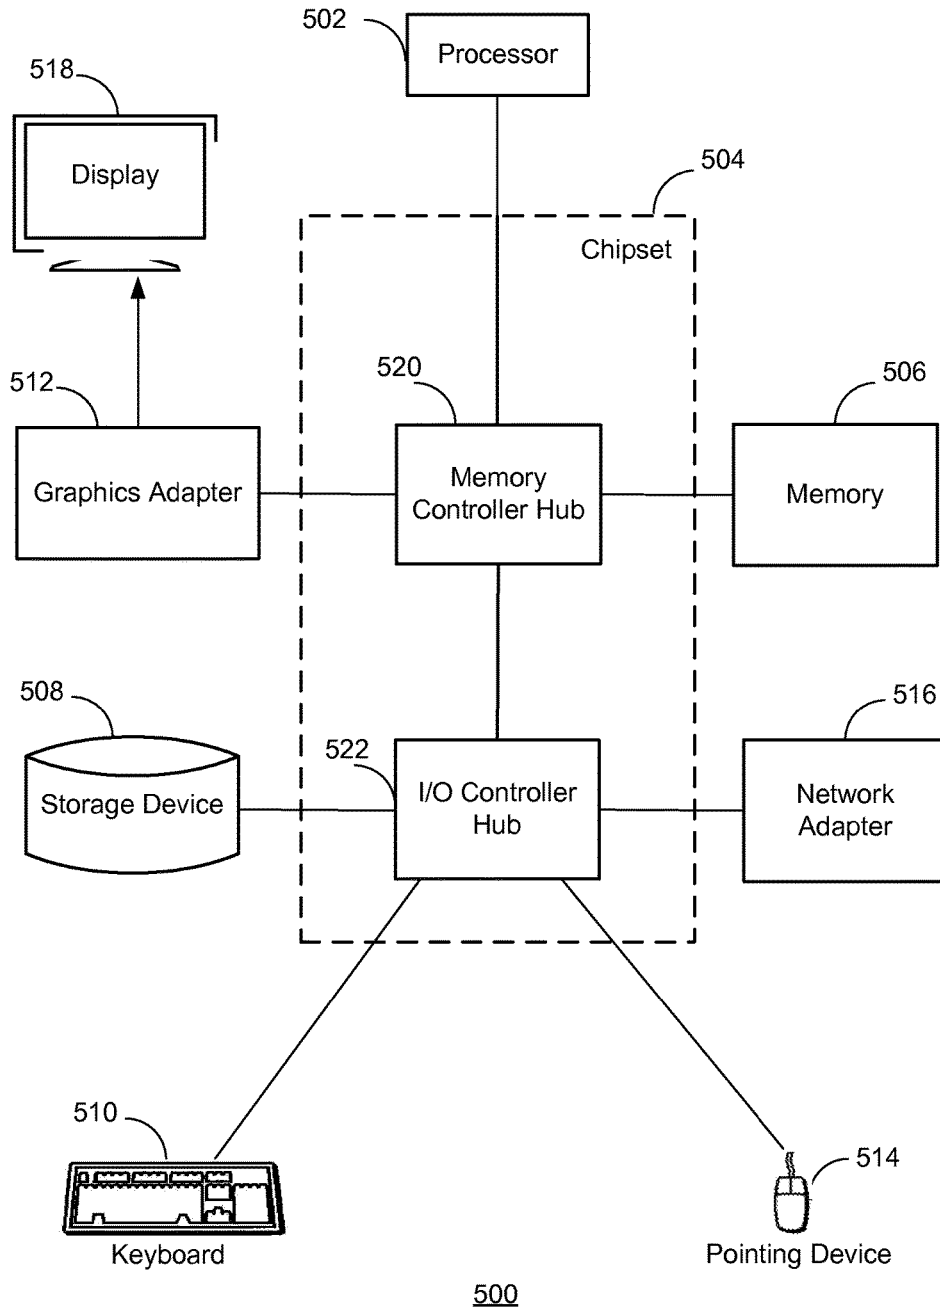 502
Processor
518
Display
504
Chipset
512
Graphics Adapter
520
Memory
Controller Hub
506
Memory
508
Storage Device
522
I/O Controller
Hub
516
Network
Adapter
510
Keyboard
514
Pointing Device
500